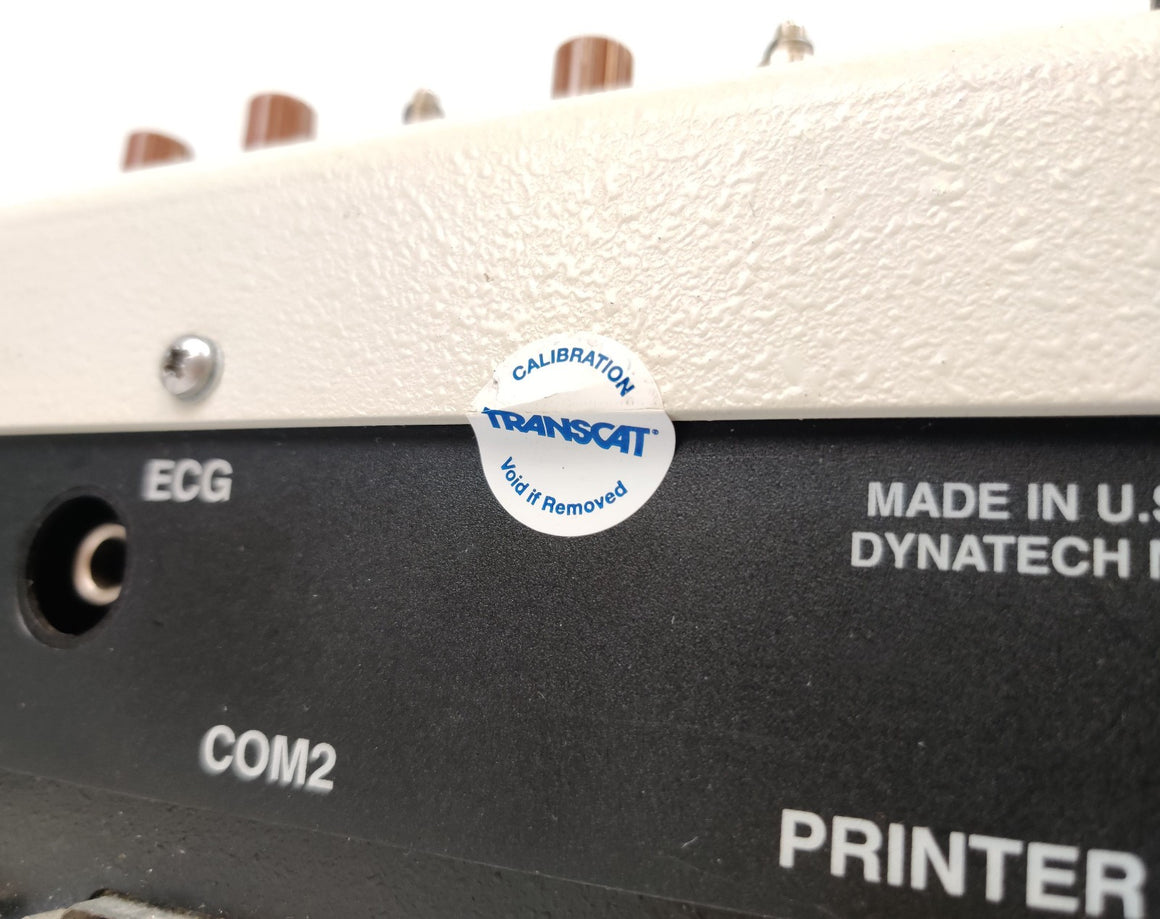 CALIBRATION
TRANSCAT®
Void if Removed
ECG
MADE IN U.S
DYNATECH
COM2
PRINTER